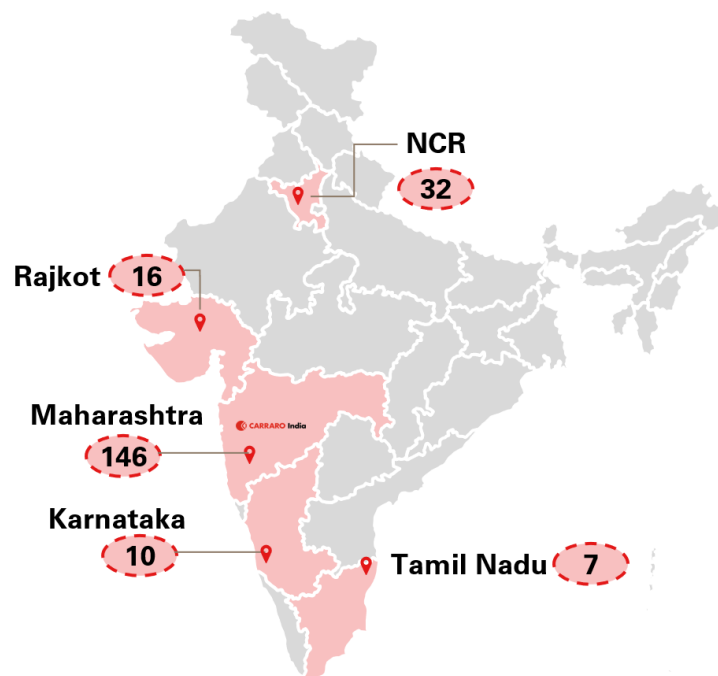 NCR
32
Rajkot 16
Maharashtra
CARRARO India
146
Karnataka
10
Tamil Nadu 7